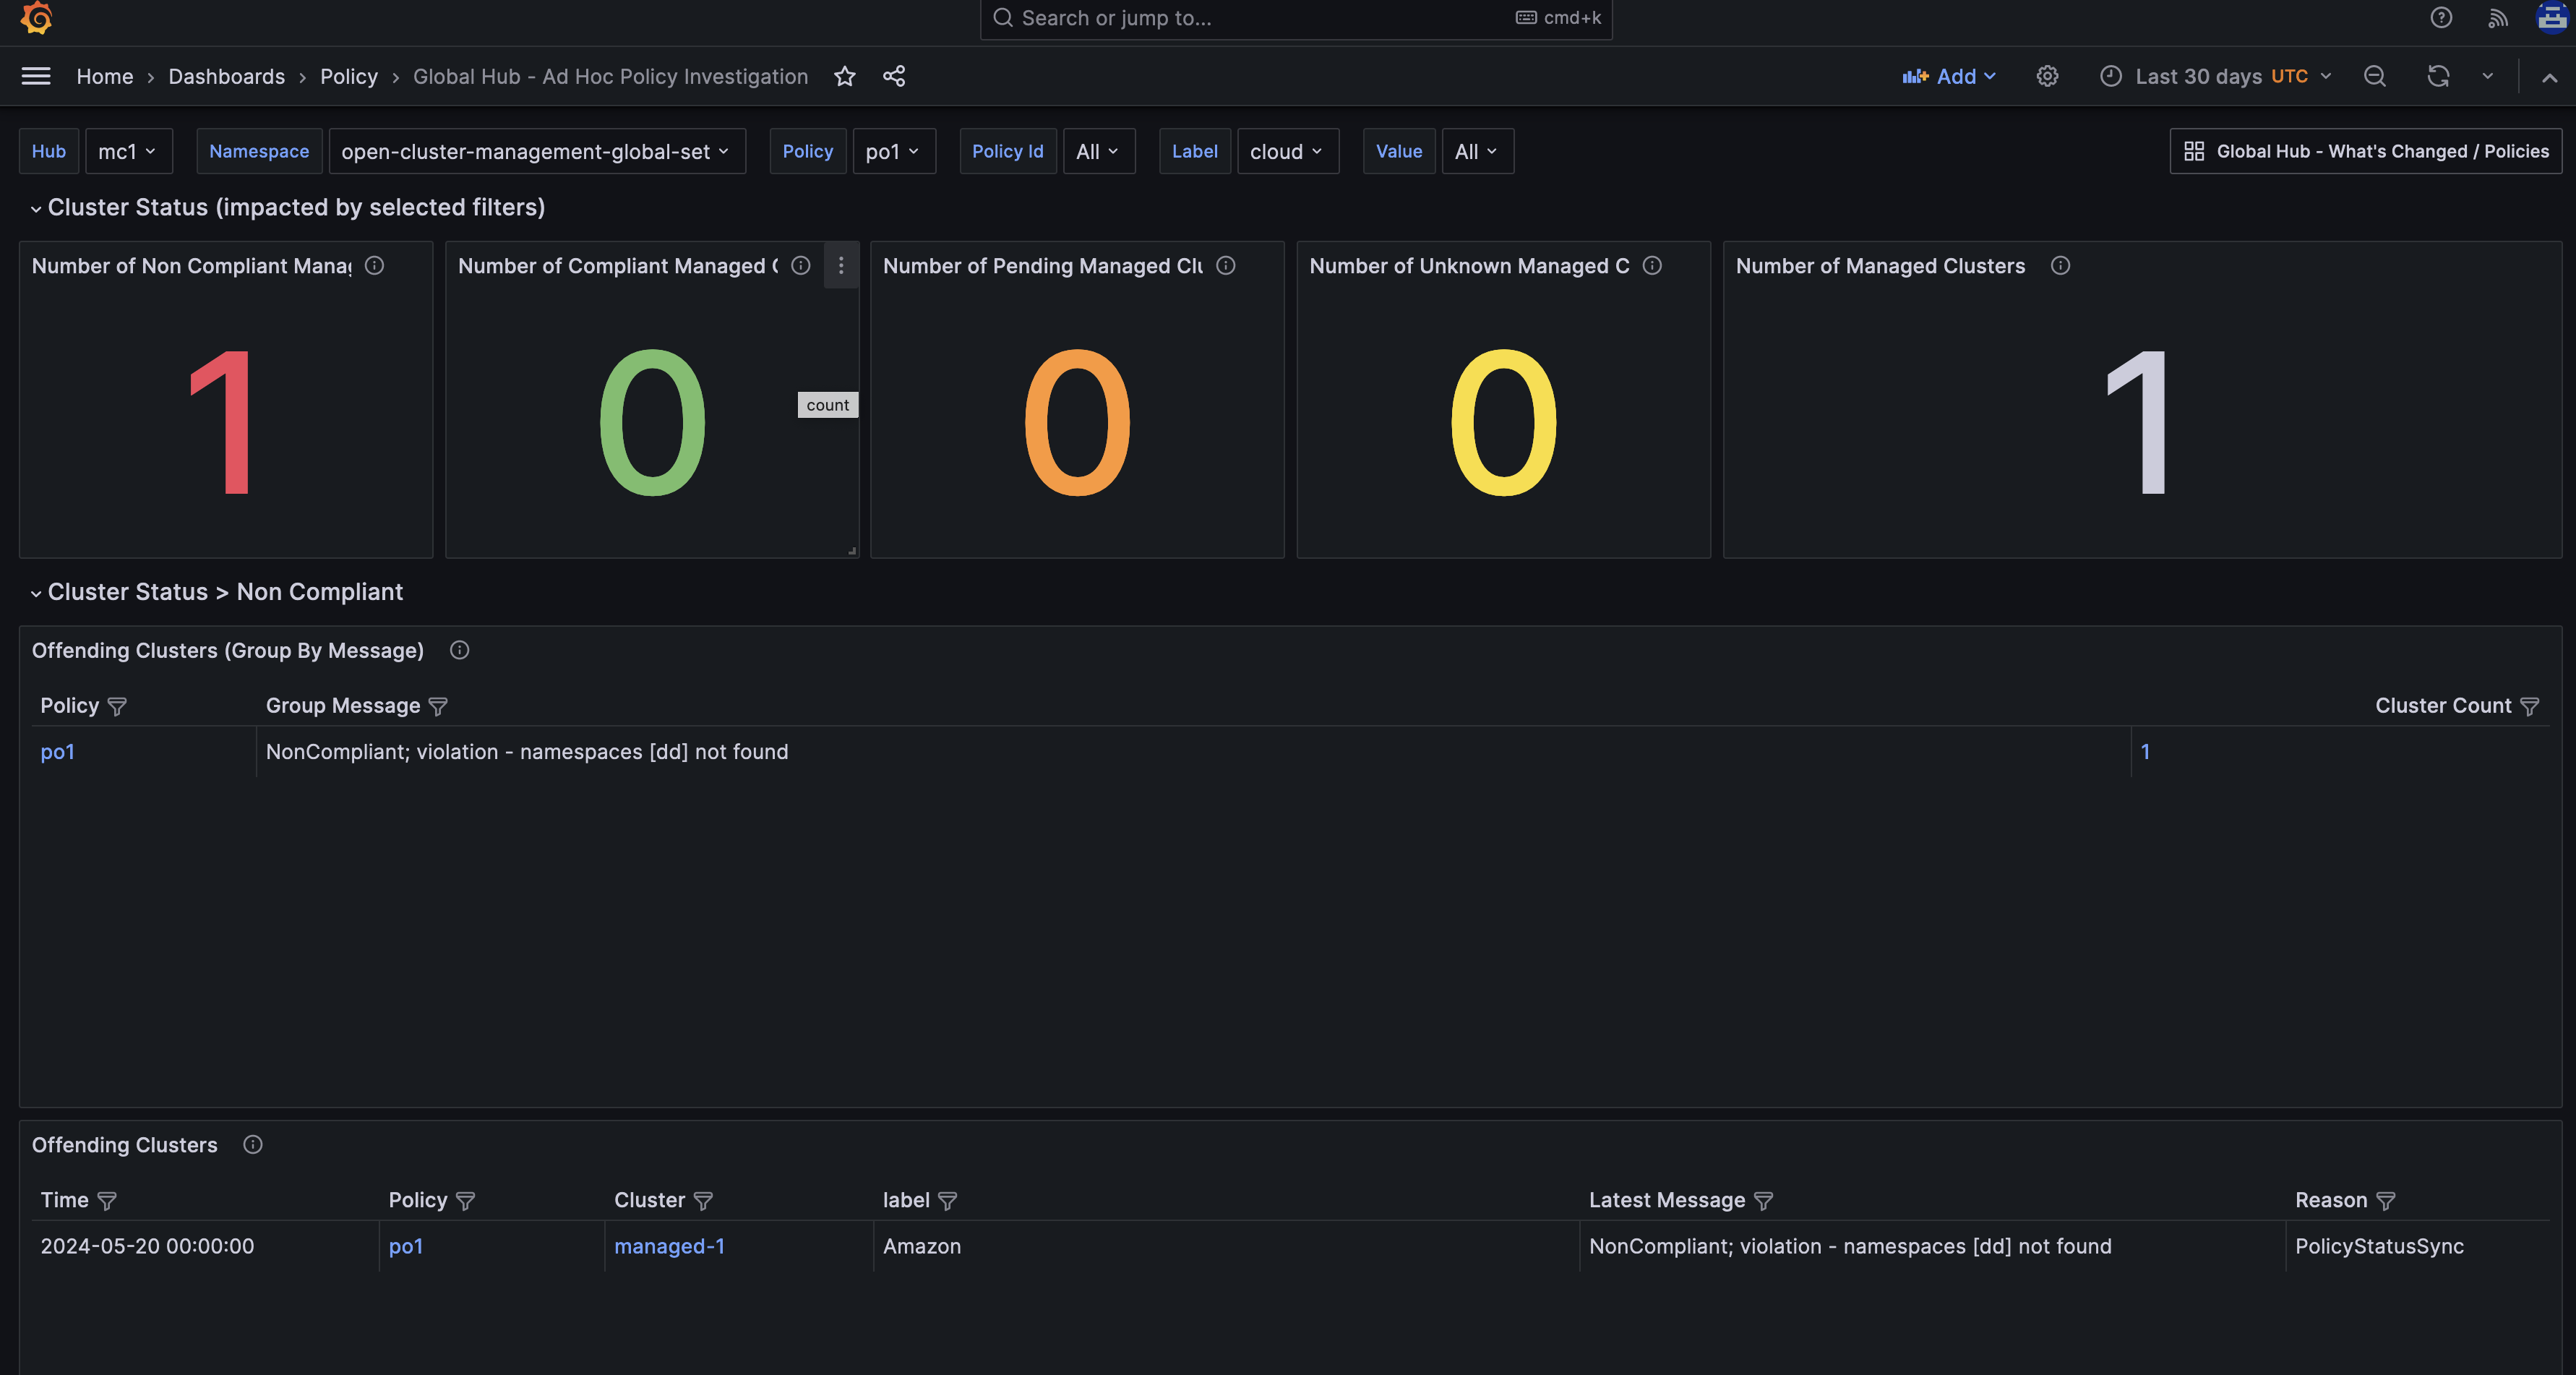 Search or jump to... cmd+k
Home › Dashboards › Policy › Global Hub - Ad Hoc Policy Investigation Add Last 30 days UTC
Hub mc1 Namespace open-cluster-management-global-set Policy po1 Policy Id All Label cloud Value All Global Hub - What's Changed / Policies
Cluster Status (impacted by selected filters)
Number of Non Compliant Manag Number of Compliant Managed C Number of Pending Managed Clu Number of Unknown Managed C Number of Managed Clusters
1 0 0 0 1
count
Cluster Status > Non Compliant
Offending Clusters (Group By Message)
Policy Group Message Cluster Count
po1 NonCompliant; violation - namespaces [dd] not found 1
Offending Clusters
Time Policy Cluster label Latest Message Reason
2024-05-20 00:00:00 po1 managed-1 Amazon NonCompliant; violation - namespaces [dd] not found PolicyStatusSync